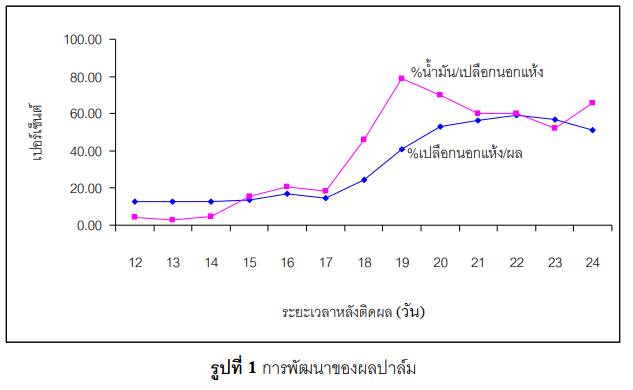 100.00
80.00
60.00
40.00
20.00
0.00
เปอร์เซ็นต์
%น้ำมัน/เปลือกนอกแห้ง
%เปลือกนอกแห้ง/ผล
12 13 14 15 16 17 18 19 20 21 22 23 24
ระยะเวลาหลังติดผล (วัน)
รูปที่ 1 การพัฒนาของผลปาล์ม